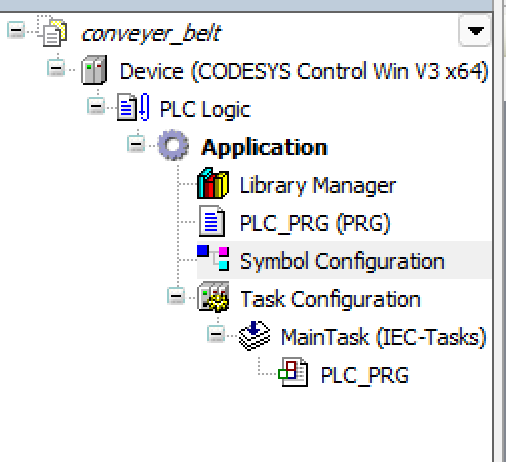 conveyer_belt
Device (CODESYS Control Win V3 x64)
PLC Logic
Application
Library Manager
PLC_PRG (PRG)
Symbol Configuration
Task Configuration
MainTask (IEC-Tasks)
PLC_PRG